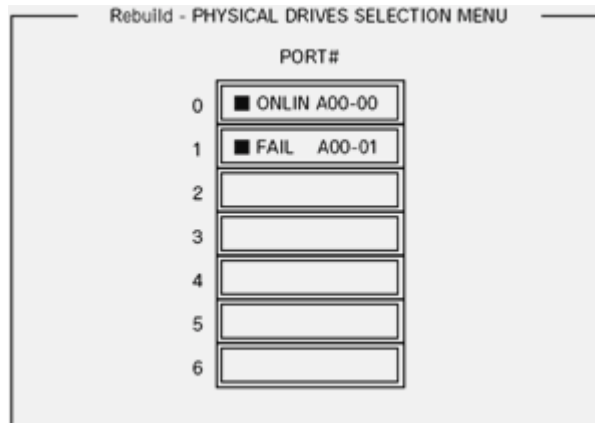 Rebuild - PHYSICAL DRIVES SELECTION MENU
PORT#
0 ■ ONLIN A00-00
1 ■ FAIL A00-01
2
3
4
5
6